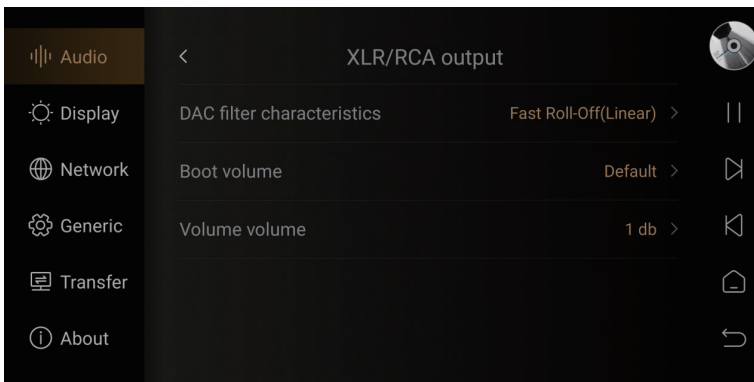 Audio
Display
Network
Generic
Transfer
About
XLR/RCA output
DAC filter characteristics Fast Roll-Off(Linear)
Boot volume Default
Volume volume 1 db